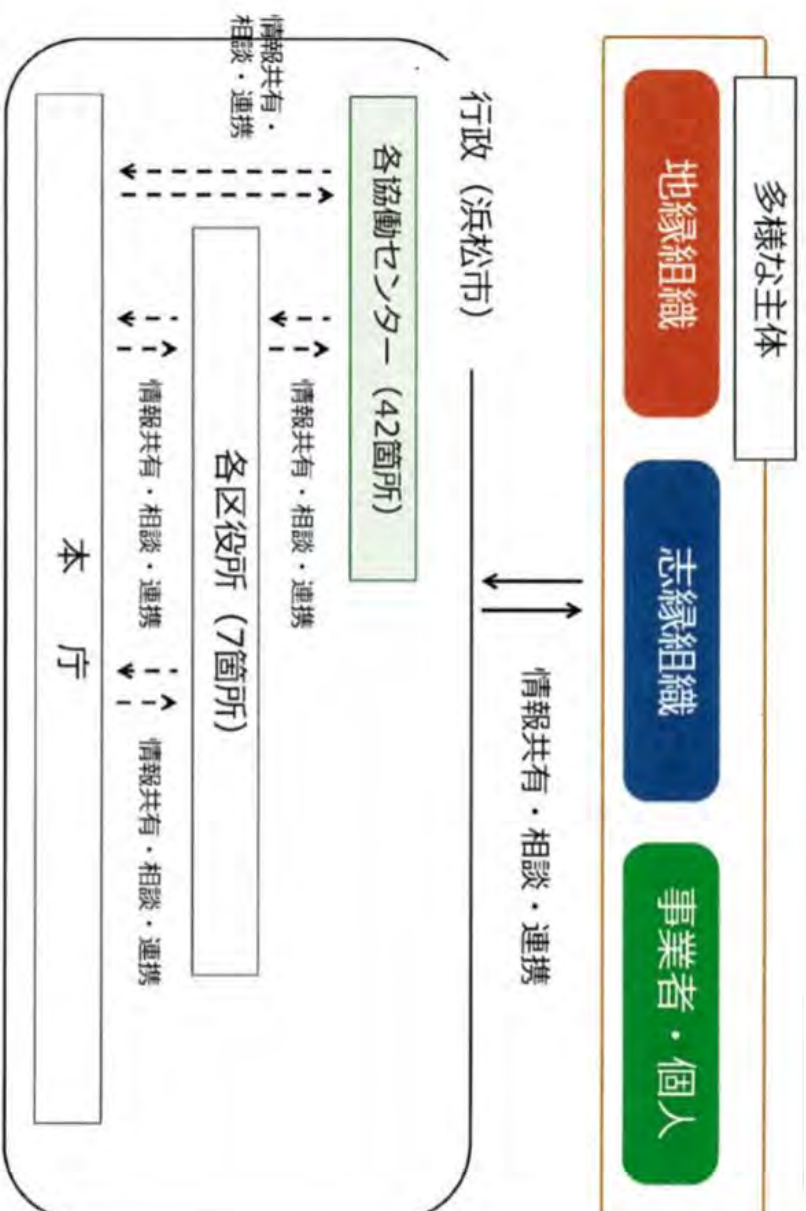 多様な主体
地縁組織
志縁組織
事業者・個人
情報共有・相談・連携
行政（浜松市）
各協働センター（42箇所）
情報共有・相談・連携
各区役所（7箇所）
情報共有・
相談・連携
情報共有・相談・連携
情報共有・相談・連携
本　庁